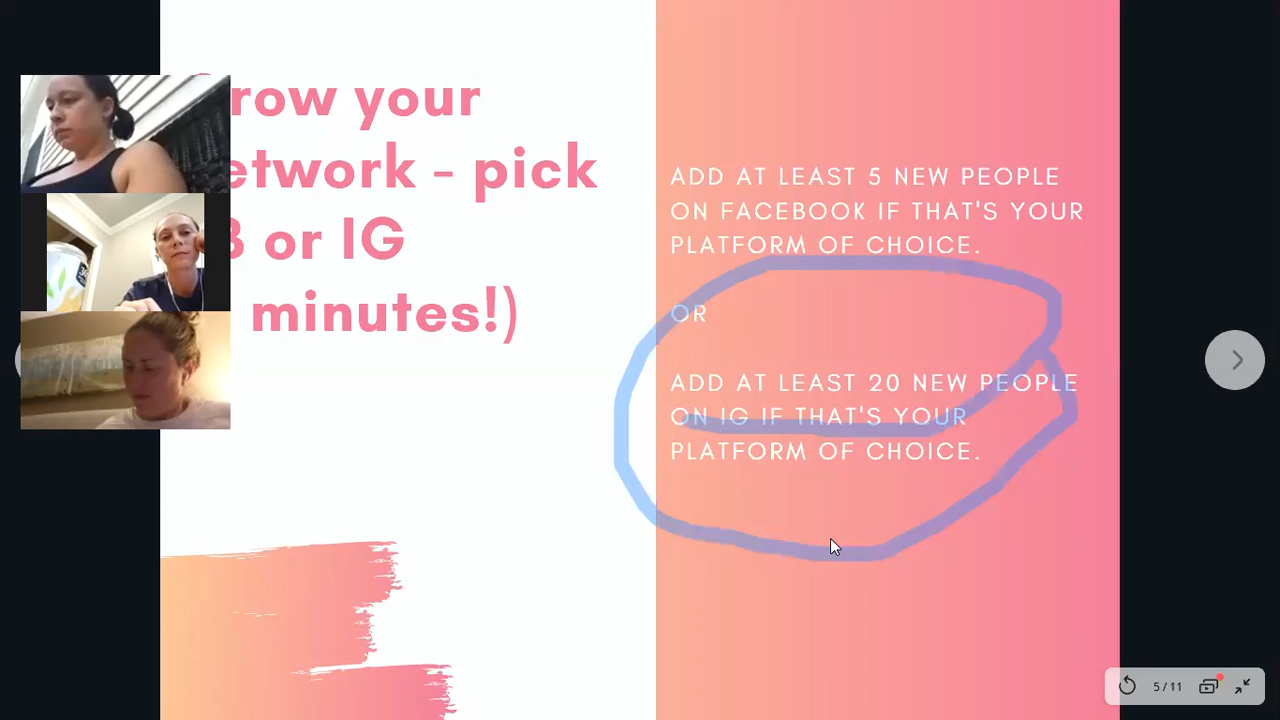 row your
etwork - pick
B or IG
minutes!)
ADD AT LEAST 5 NEW PEOPLE
ON FACEBOOK IF THAT'S YOUR
PLATFORM OF CHOICE.
OR
ADD AT LEAST 20 NEW PEOPLE
ON IG IF THAT'S YOUR
PLATFORM OF CHOICE.
5/11